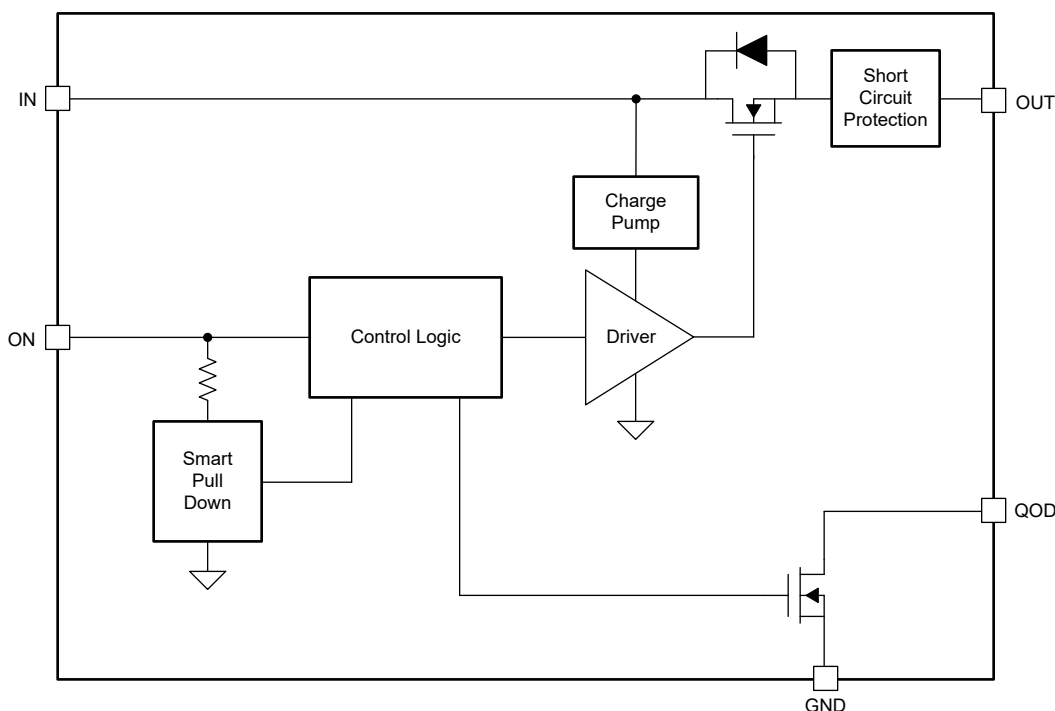 IN
Short
Circuit
Protection
OUT
Charge
Pump
ON
Control Logic
Driver
Smart
Pull
Down
QOD
GND